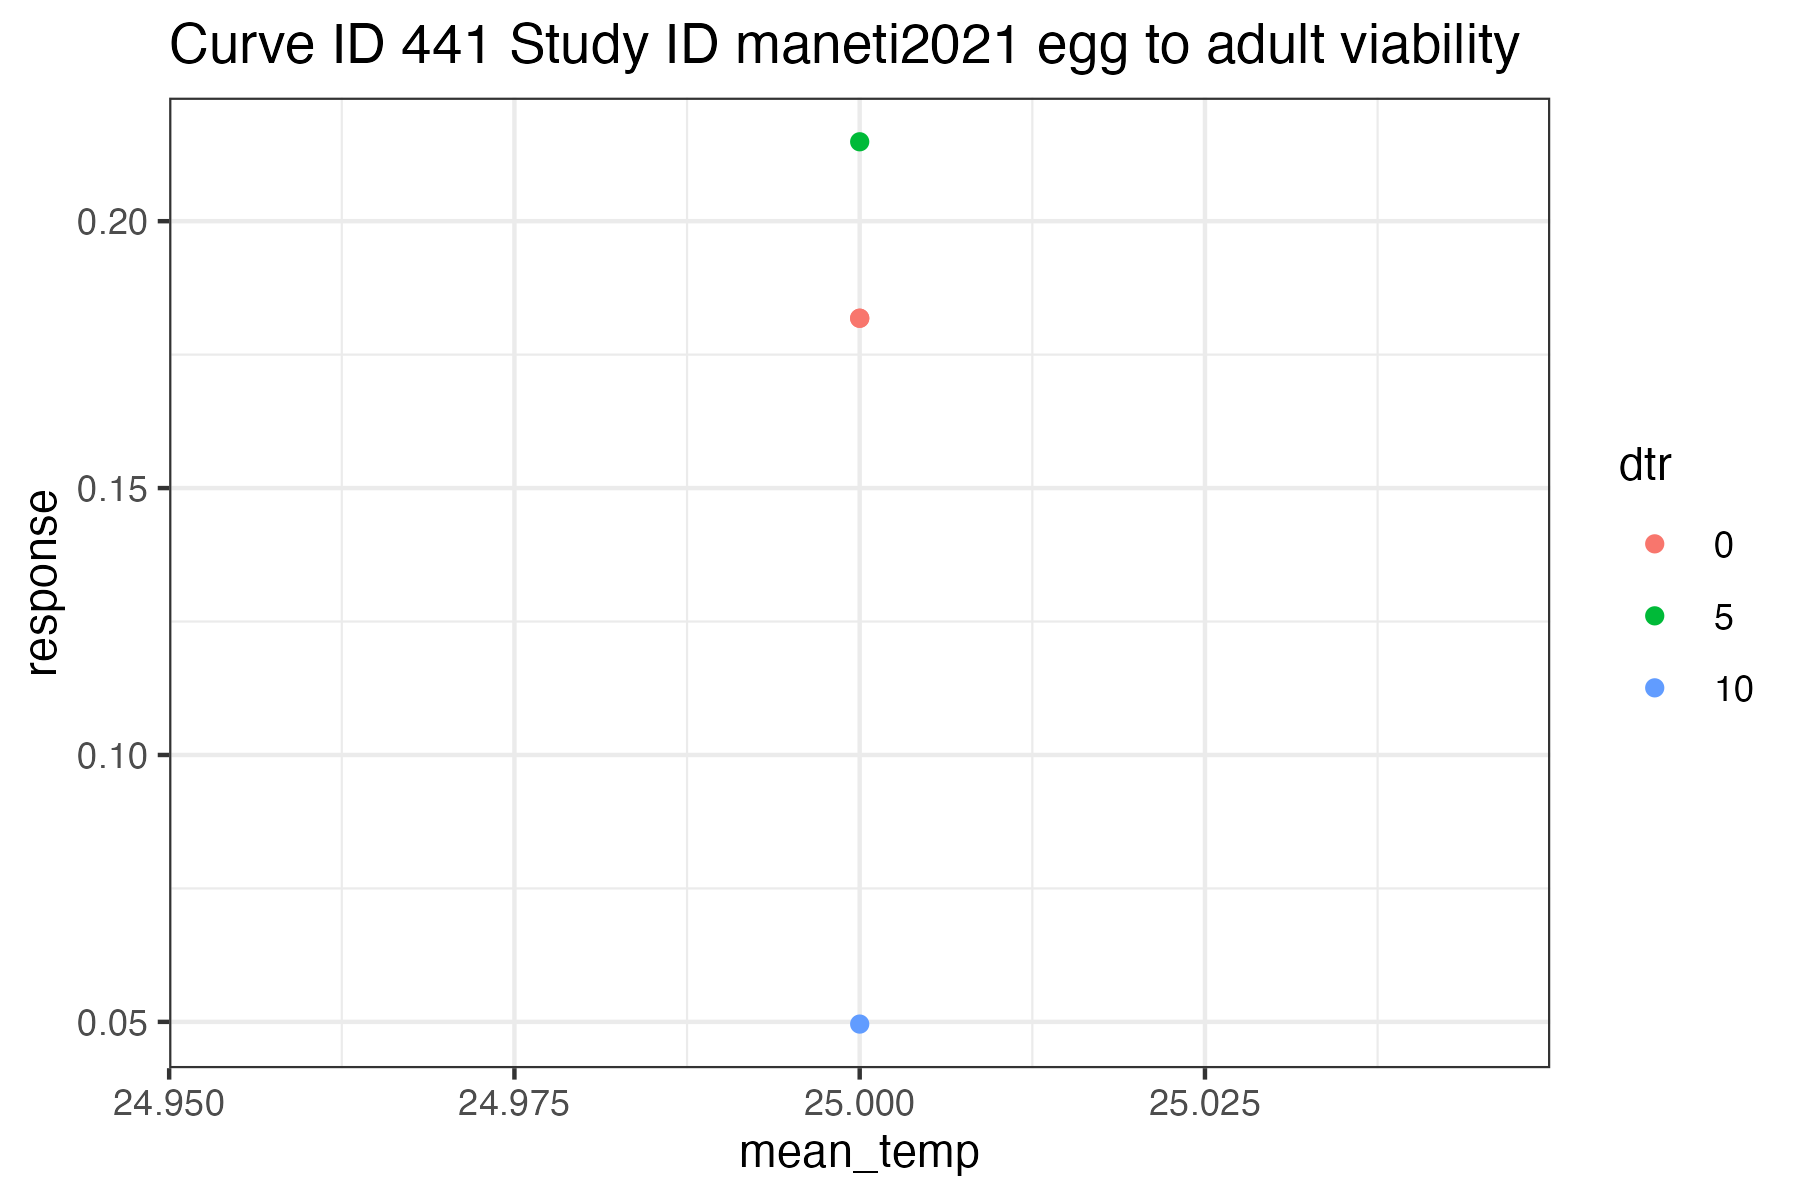 Curve ID 441 Study ID maneti2021 egg to adult viability
response
0.20
0.15
0.10
0.05
24.950 24.975 25.000 25.025
mean_temp
dtr
0
5
10